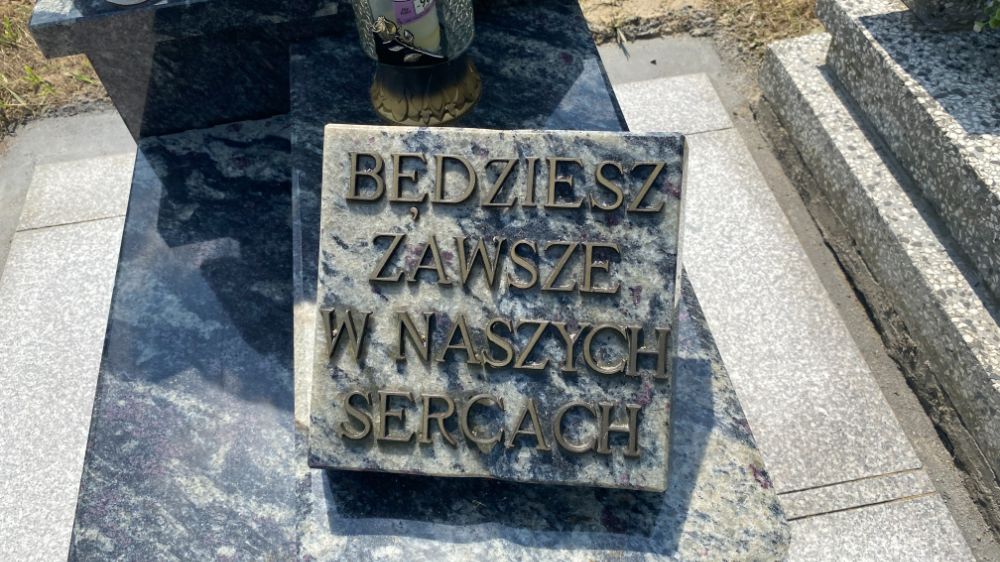 BĘDZIESZ
ZAWSZE
W NASZYCH
SERCACH